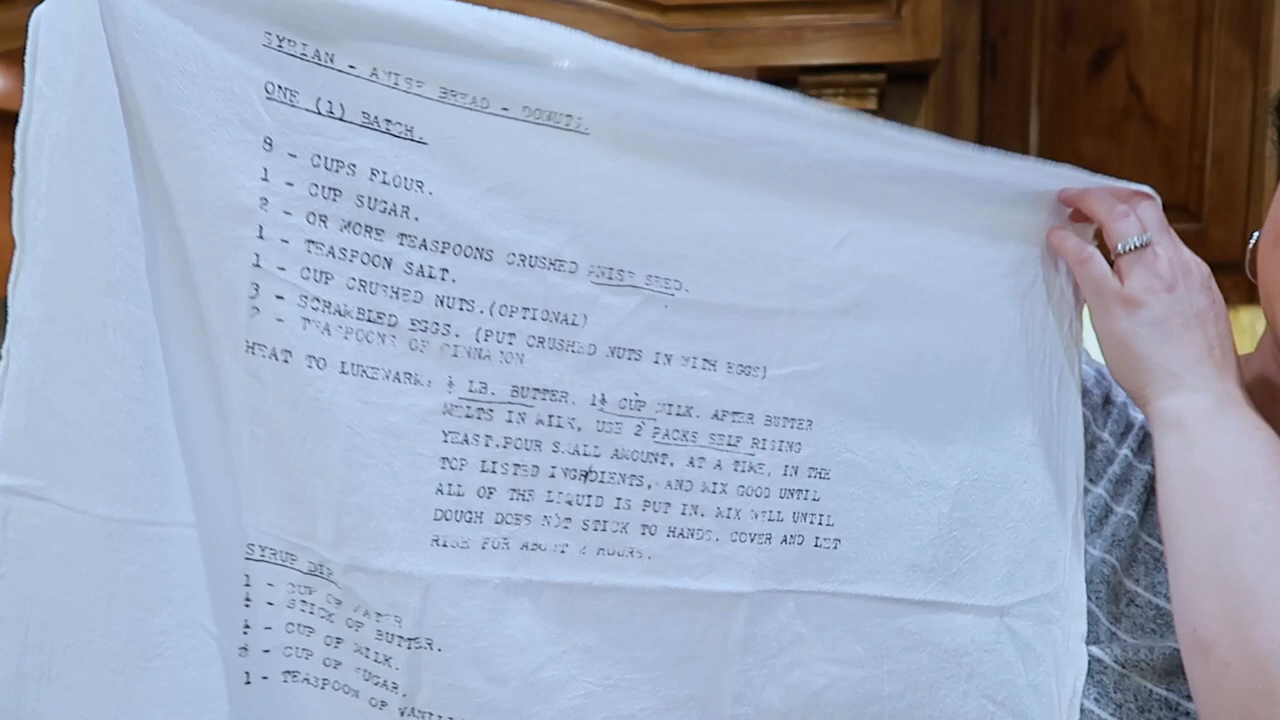 SYRIAN - ANISE BREAD - DONUTS.
ONE (1) BATCH.
8 - CUPS FLOUR.
1 - CUP SUGAR.
2 - OR MORE TEASPOONS CRUSHED ANISE SEED.
1 - TEASPOON SALT.
1 - CUP CRUSHED NUTS.(OPTIONAL)
3 - SCRAMBLED EGGS. (PUT CRUSHED NUTS IN WITH EGGS)
- TEASPOONS OF CINNAMON
HEAT TO LUKEWARM: ½ LB. BUTTER. 1½ CUP MILK. AFTER BUTTER
MELTS IN MILK, USE 2 PACKS SELF RISING
YEAST.POUR SMALL AMOUNT, AT A TIME, IN THE
TOP LISTED INGRDIENTS, AND MIX GOOD UNTIL
ALL OF THE LIQUID IS PUT IN. MIX WELL UNTIL
DOUGH DOES NOT STICK TO HANDS. COVER AND LET
RISE FOR ABOUT 2 HOURS.
SYRUP DIP
1 - CUP OF WATER
- STICK OF BUTTER.
- CUP OF MILK.
- CUP OF SUGAR.
1 - TEASPOON OF